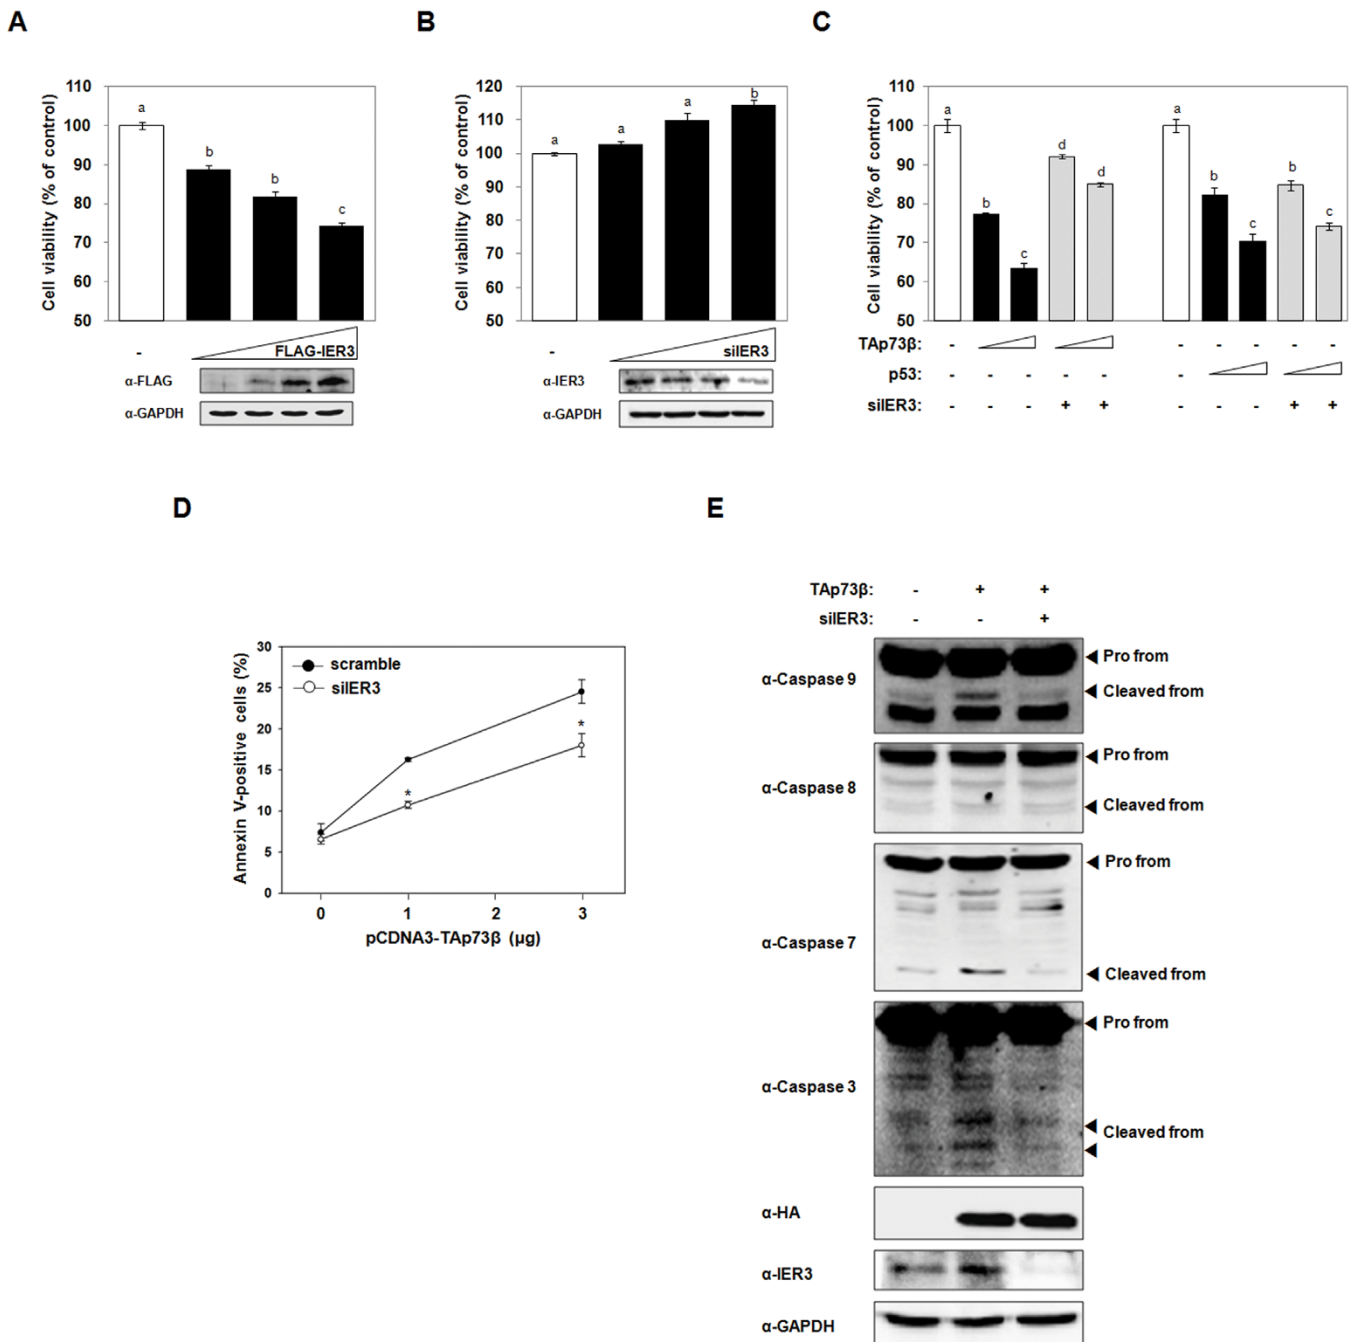 A
B
C
110
100
90
80
70
60
50
Cell viability (% of control)
a
b
b
c
-
FLAG-IER3
α-FLAG
α-GAPDH
120
110
100
90
80
70
60
50
Cell viability (% of control)
a
a
a
b
-
siIER3
α-IER3
α-GAPDH
110
100
90
80
70
60
50
Cell viability (% of control)
a
b
c
d
d
a
b
c
b
c
TAp73β: - - - - - -
p53: - - - - - -
siIER3: - - - + + - - - + +
D
E
30
25
20
15
10
5
0
Annexin V-positive cells (%)
scramble
siIER3
*
*
0 1 2 3
pCDNA3-TAp73β (µg)
TAp73β: - + +
siIER3: - - +
α-Caspase 9
Pro from
Cleaved from
α-Caspase 8
Pro from
Cleaved from
α-Caspase 7
Pro from
Cleaved from
α-Caspase 3
Pro from
Cleaved from
α-HA
α-IER3
α-GAPDH